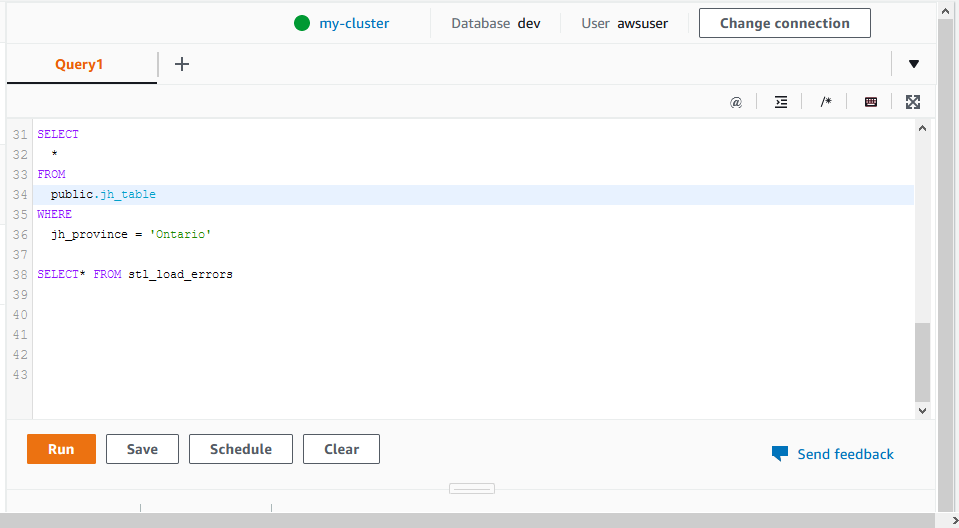 my-cluster Database dev User awsuser Change connection
Query1 +
@ /*
31 SELECT
32 *
33 FROM
34 public.jh_table
35 WHERE
36 jh_province = 'Ontario'
37
38 SELECT* FROM stl_load_errors
39
40
41
42
43
Run Save Schedule Clear Send feedback